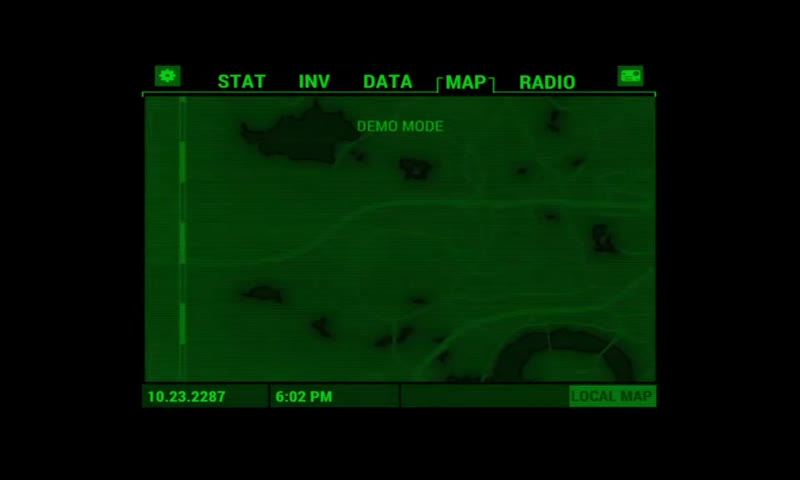 STAT INV DATA MAP RADIO
DEMO MODE
10.23.2287 6:02 PM LOCAL MAP